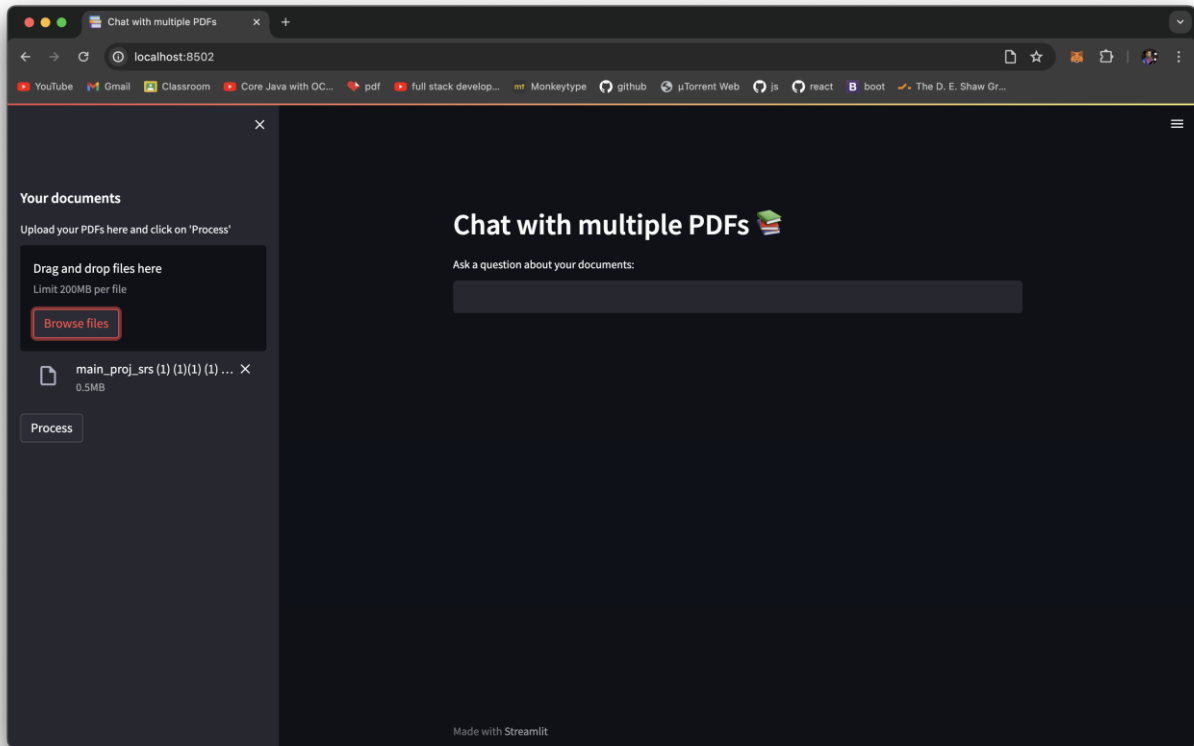 Chat with multiple PDFs
localhost:8502
YouTube Gmail Classroom Core Java with OC... pdf full stack develop... mt Monkeytype github µTorrent Web js react B boot The D. E. Shaw Gr...
Your documents
Upload your PDFs here and click on 'Process'
Drag and drop files here
Limit 200MB per file
Browse files
main_proj_srs (1) (1)(1) (1) ...
0.5MB
Process
Chat with multiple PDFs
Ask a question about your documents:
Made with Streamlit